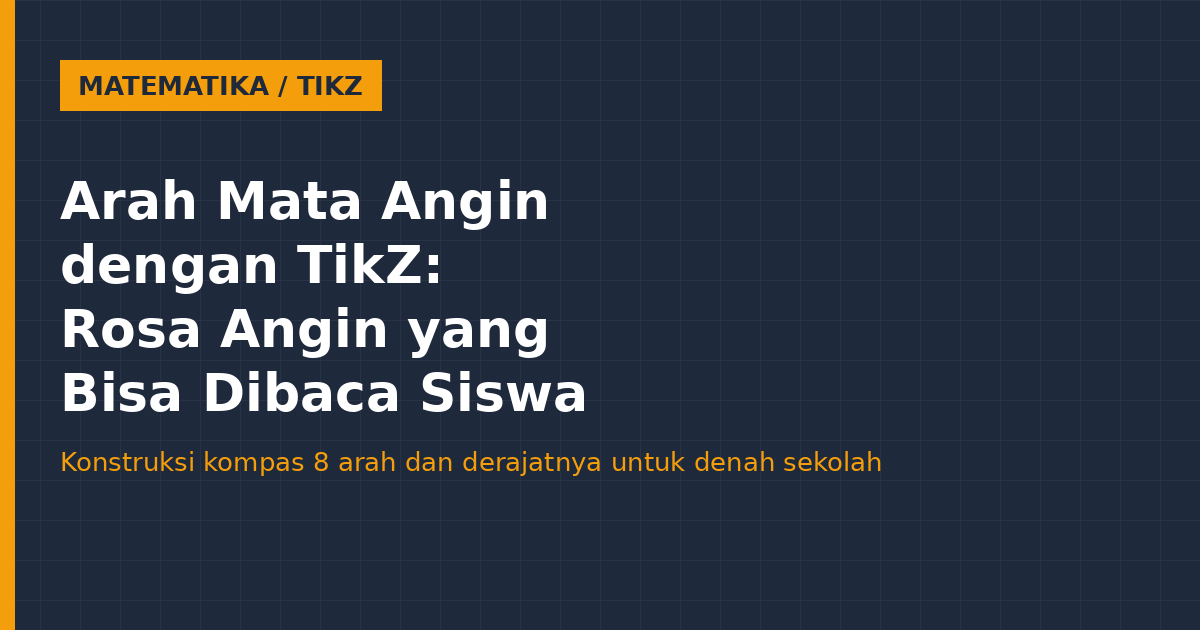 MATEMATIKA / TIKZ
Arah Mata Angin
dengan TikZ:
Rosa Angin yang
Bisa Dibaca Siswa
Konstruksi kompas 8 arah dan derajatnya untuk denah sekolah